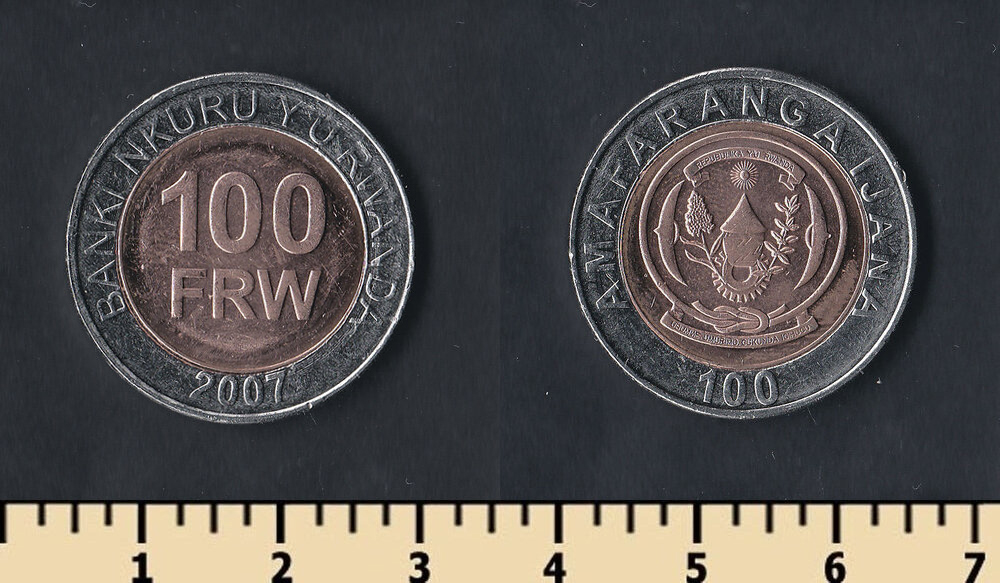 BANKI NKURU Y'U RWANDA
100
FRW
2007
AMAFARANGA IJANA
REPUBULIKA Y'U RWANDA
100
1 2 3 4 5 6 7